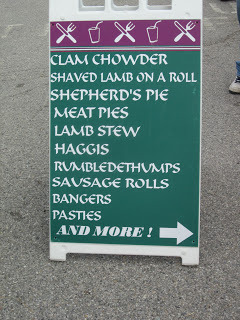 CLAM CHOWDER
SHAVED LAMB ON A ROLL
SHEPHERD'S PIE
MEAT PIES
LAMB STEW
HAGGIS
RUMBLEDETHUMPS
SAUSAGE ROLLS
BANGERS
PASTIES
AND MORE !